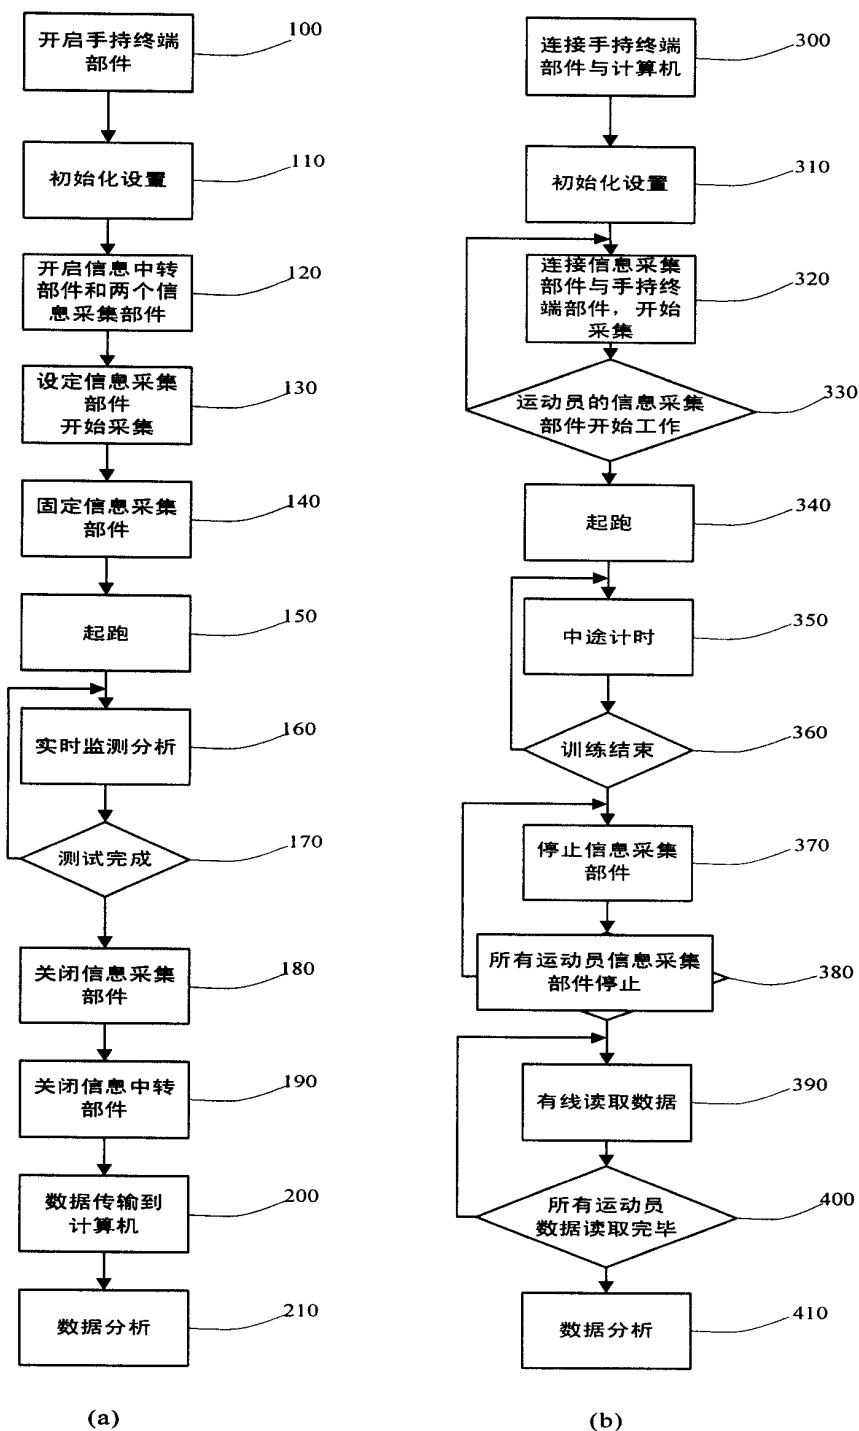 开启手持终端
部件
100
初始化设置
110
开启信息中转
部件和两个信
息采集部件
120
设定信息采集
部件
开始采集
130
固定信息采集
部件
140
起跑
150
实时监测分析
160
测试完成
170
关闭信息采集
部件
180
关闭信息中转
部件
190
数据传输到
计算机
200
数据分析
210
(a)
连接手持终端
部件与计算机
300
初始化设置
310
连接信息采集
部件与手持终
端部件，开始
采集
320
运动员的信息采集
部件开始工作
330
起跑
340
中途计时
350
训练结束
360
停止信息采集
部件
370
所有运动员信息采集
部件停止
380
有线读取数据
390
所有运动员
数据读取完毕
400
数据分析
410
(b)